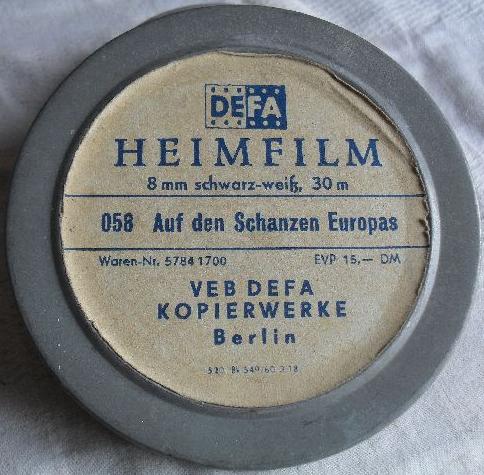 DEFA
HEIMFILM
8 mm schwarz-weiß, 30 m
058 Auf den Schanzen Europas
Waren-Nr. 5784 1700 EVP 15,— DM
VEB DEFA
KOPIERWERKE
Berlin